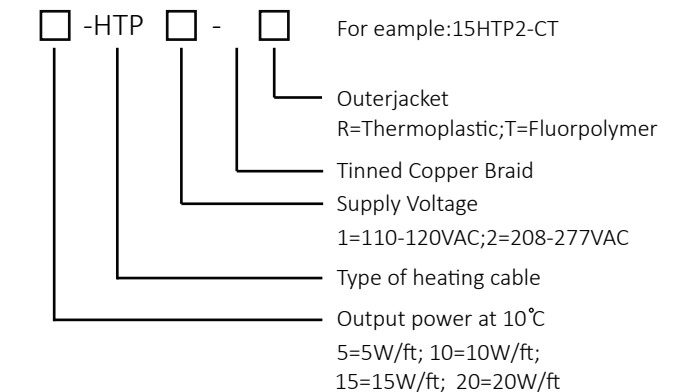 □ -HTP □ - □ For eample:15HTP2-CT
Outerjacket
R=Thermoplastic;T=Fluorpolymer
Tinned Copper Braid
Supply Voltage
1=110-120VAC;2=208-277VAC
Type of heating cable
Output power at 10℃
5=5W/ft; 10=10W/ft;
15=15W/ft; 20=20W/ft